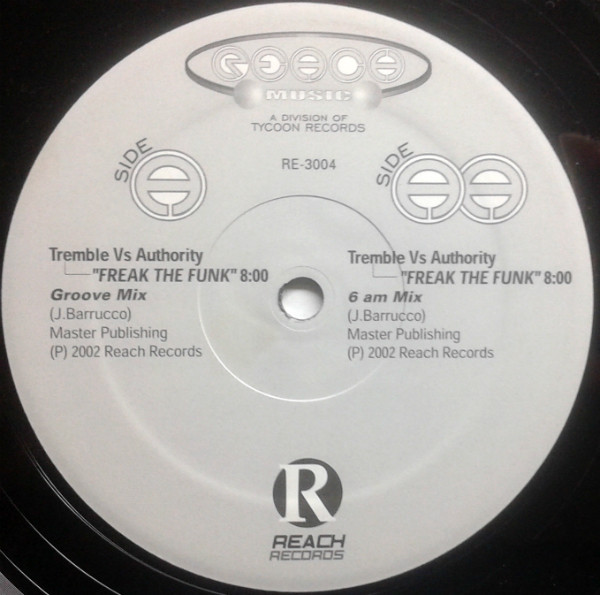 REACH
MUSIC
A DIVISION OF
TYCOON RECORDS
RE-3004
SIDE
SIDE
Tremble Vs Authority
"FREAK THE FUNK" 8:00
Groove Mix
(J.Barrucco)
Master Publishing
(P) 2002 Reach Records
Tremble Vs Authority
"FREAK THE FUNK" 8:00
6 am Mix
(J.Barrucco)
Master Publishing
(P) 2002 Reach Records
R
REACH
RECORDS